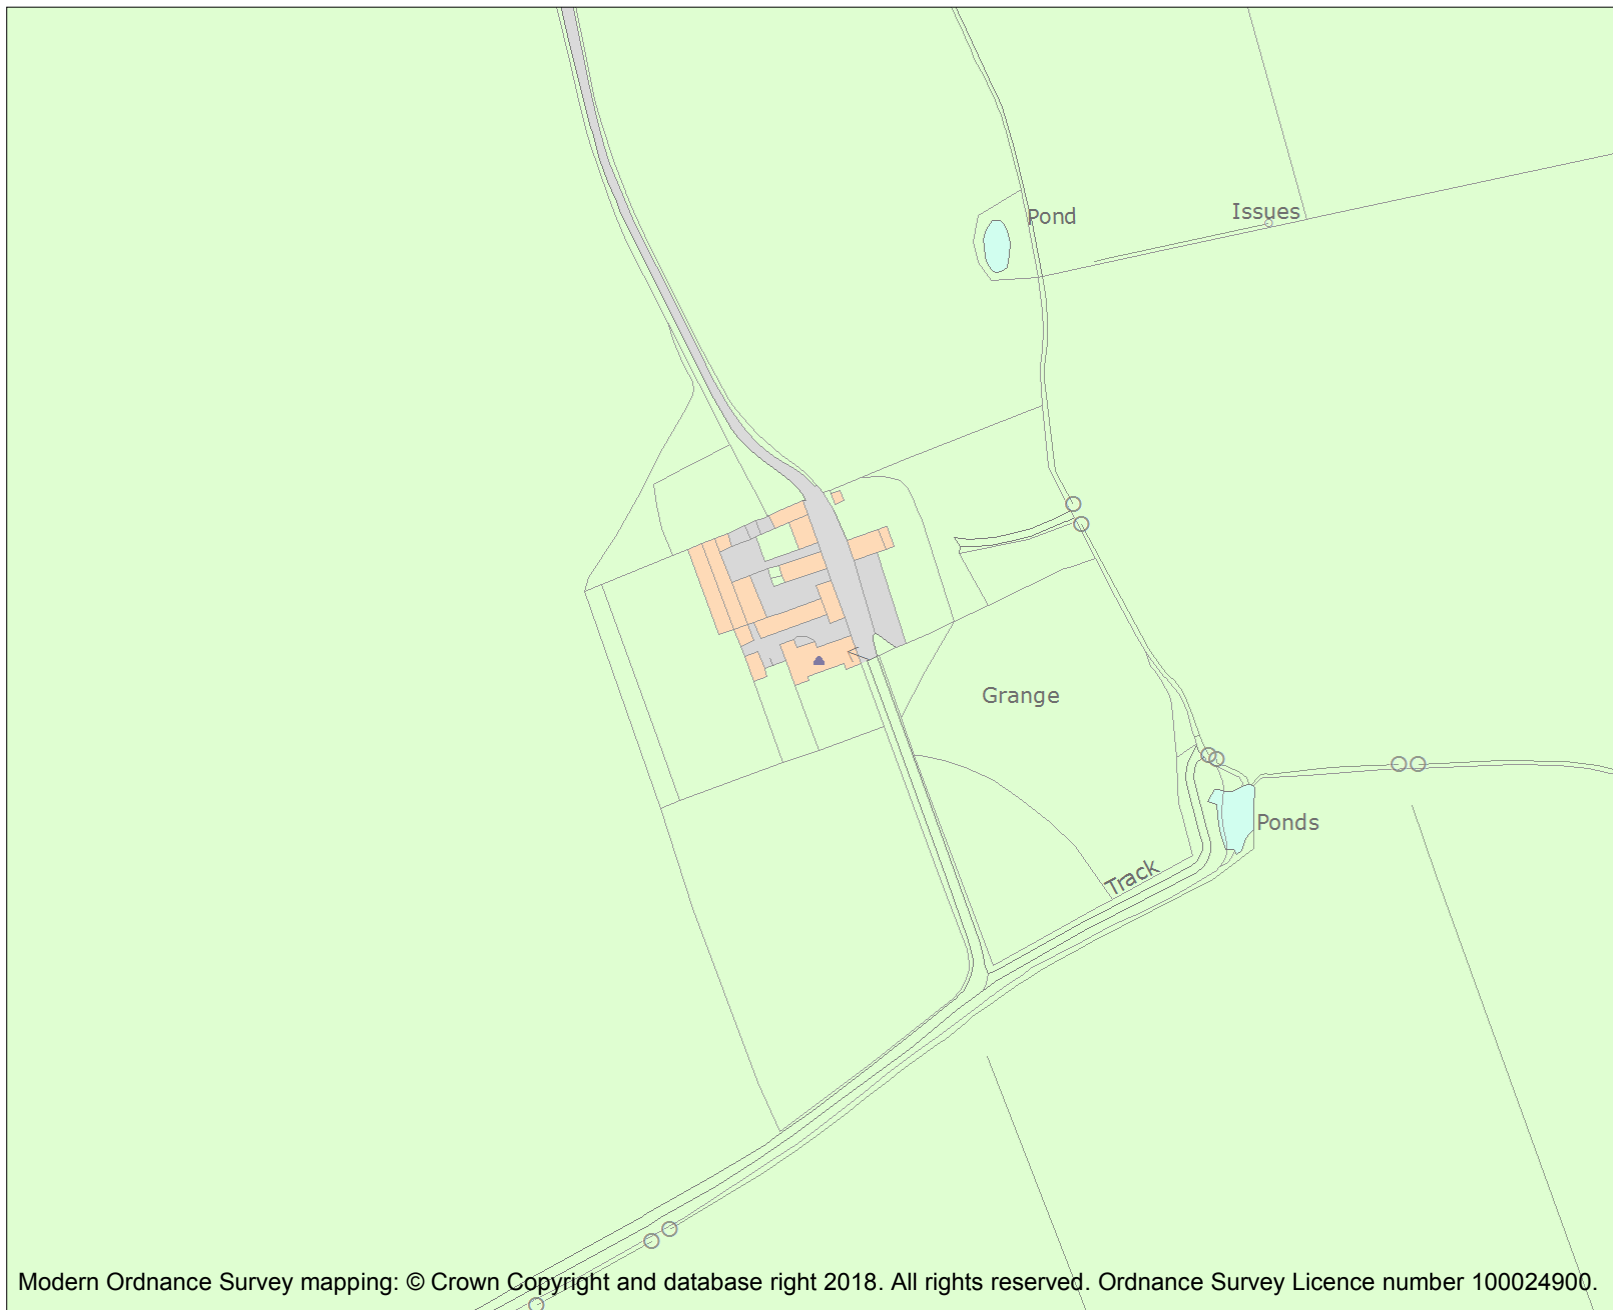 Pond
Issues
Grange
Ponds
Track
Modern Ordnance Survey mapping: © Crown Copyright and database right 2018. All rights reserved. Ordnance Survey Licence number 100024900.